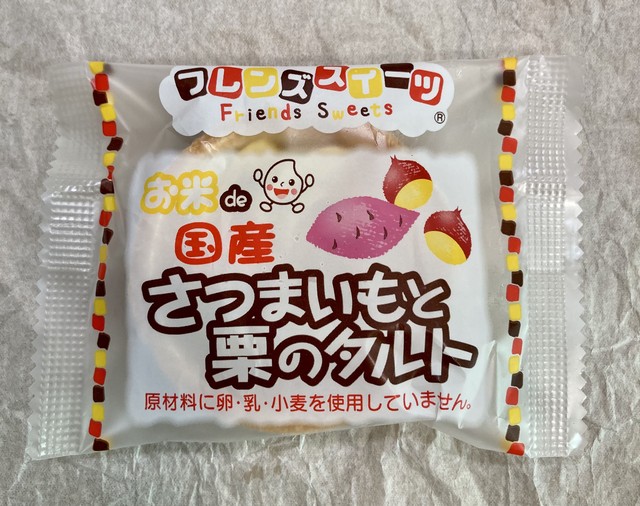 フレンズスイーツ
Friends Sweets
®
お米de
国産
さつまいもと
栗のタルト
原材料に卵・乳・小麦を使用していません。